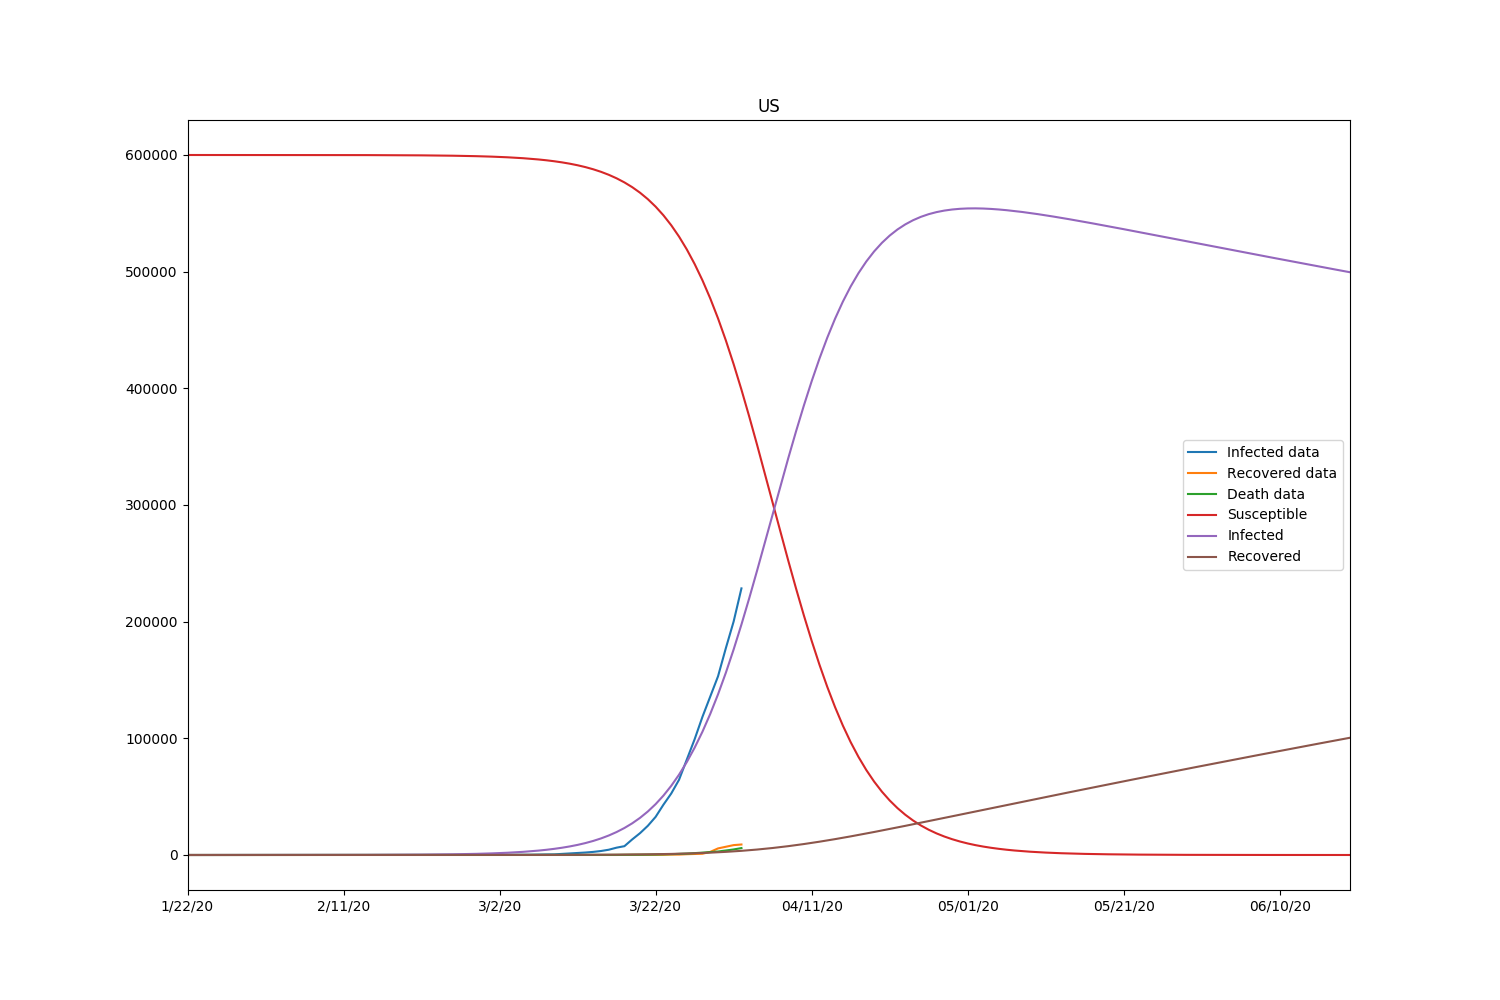 US
600000
500000
400000
300000
200000
100000
0
Infected data
Recovered data
Death data
Susceptible
Infected
Recovered
1/22/20 2/11/20 3/2/20 3/22/20 04/11/20 05/01/20 05/21/20 06/10/20